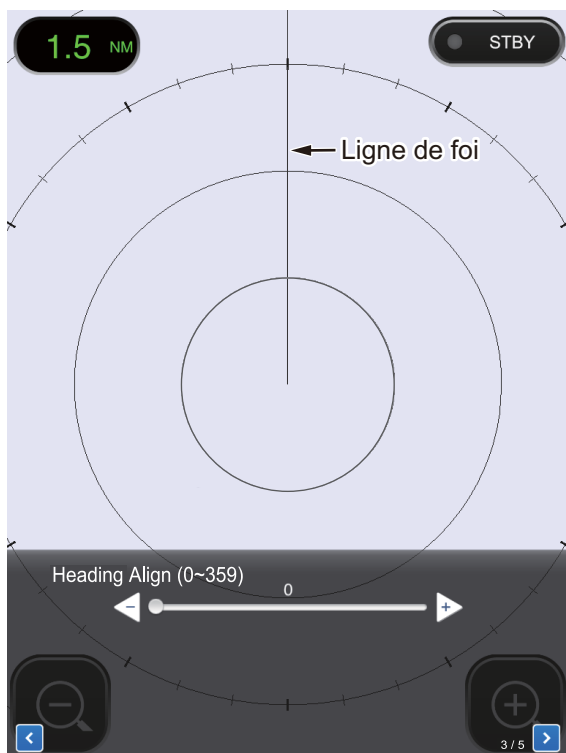 1.5 NM
STBY
Ligne de foi
Heading Align (0~359)
0
- +
3 / 5